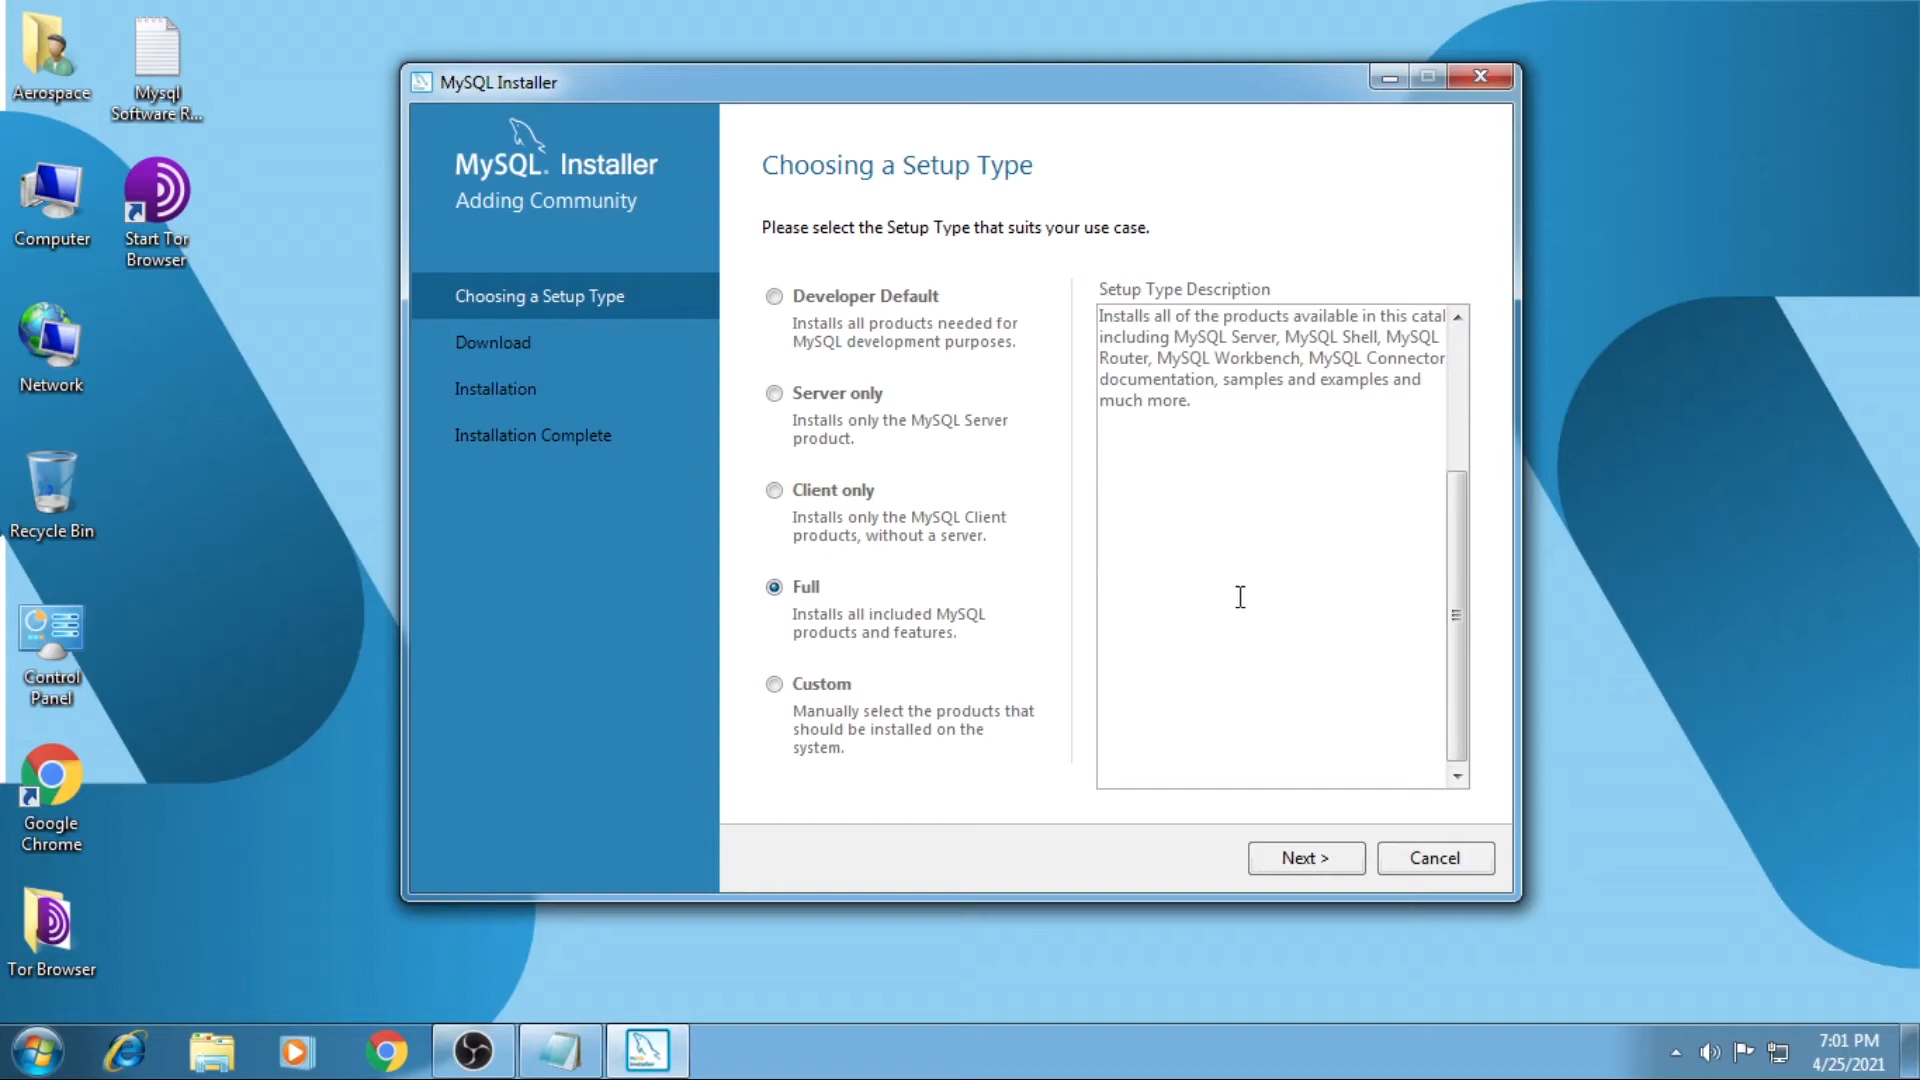 Aerospace
Mysql
Software R...
Computer
Start Tor
Browser
Network
Recycle Bin
Control
Panel
Google
Chrome
Tor Browser
MySQL Installer
MySQL. Installer
Adding Community
Choosing a Setup Type
Download
Installation
Installation Complete
Choosing a Setup Type
Please select the Setup Type that suits your use case.
Developer Default
Installs all products needed for
MySQL development purposes.
Server only
Installs only the MySQL Server
product.
Client only
Installs only the MySQL Client
products, without a server.
Full
Installs all included MySQL
products and features.
Custom
Manually select the products that
should be installed on the
system.
Setup Type Description
Installs all of the products available in this catal
including MySQL Server, MySQL Shell, MySQL
Router, MySQL Workbench, MySQL Connector
documentation, samples and examples and
much more.
Next >
Cancel
7:01 PM
4/25/2021